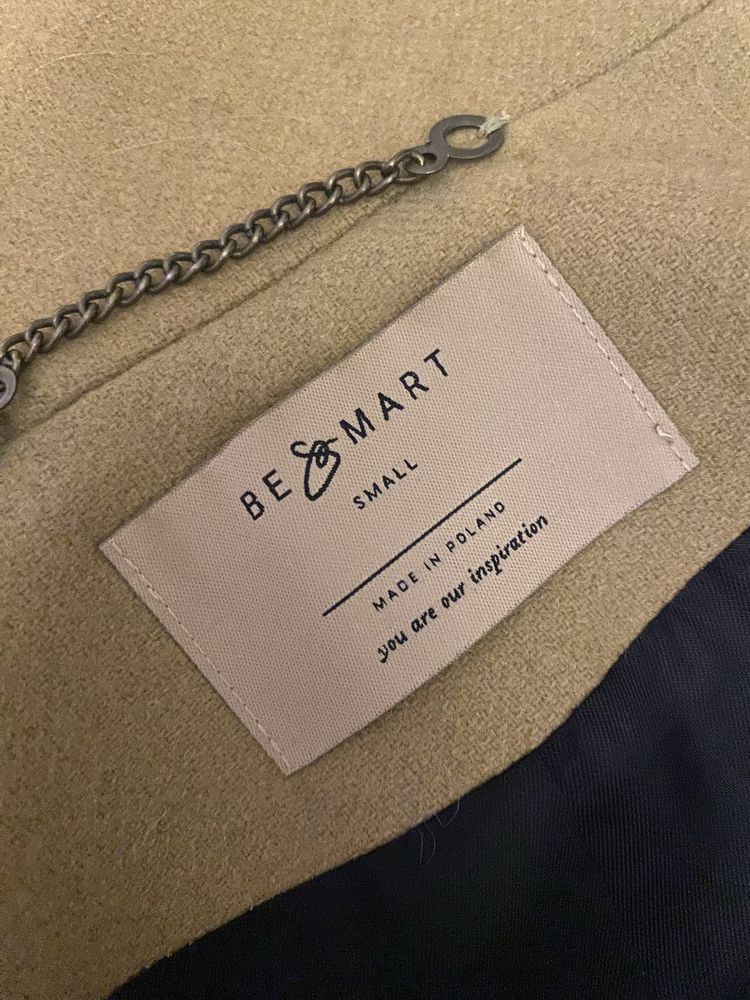 BE SMART
SMALL
MADE IN POLAND
you are our inspiration